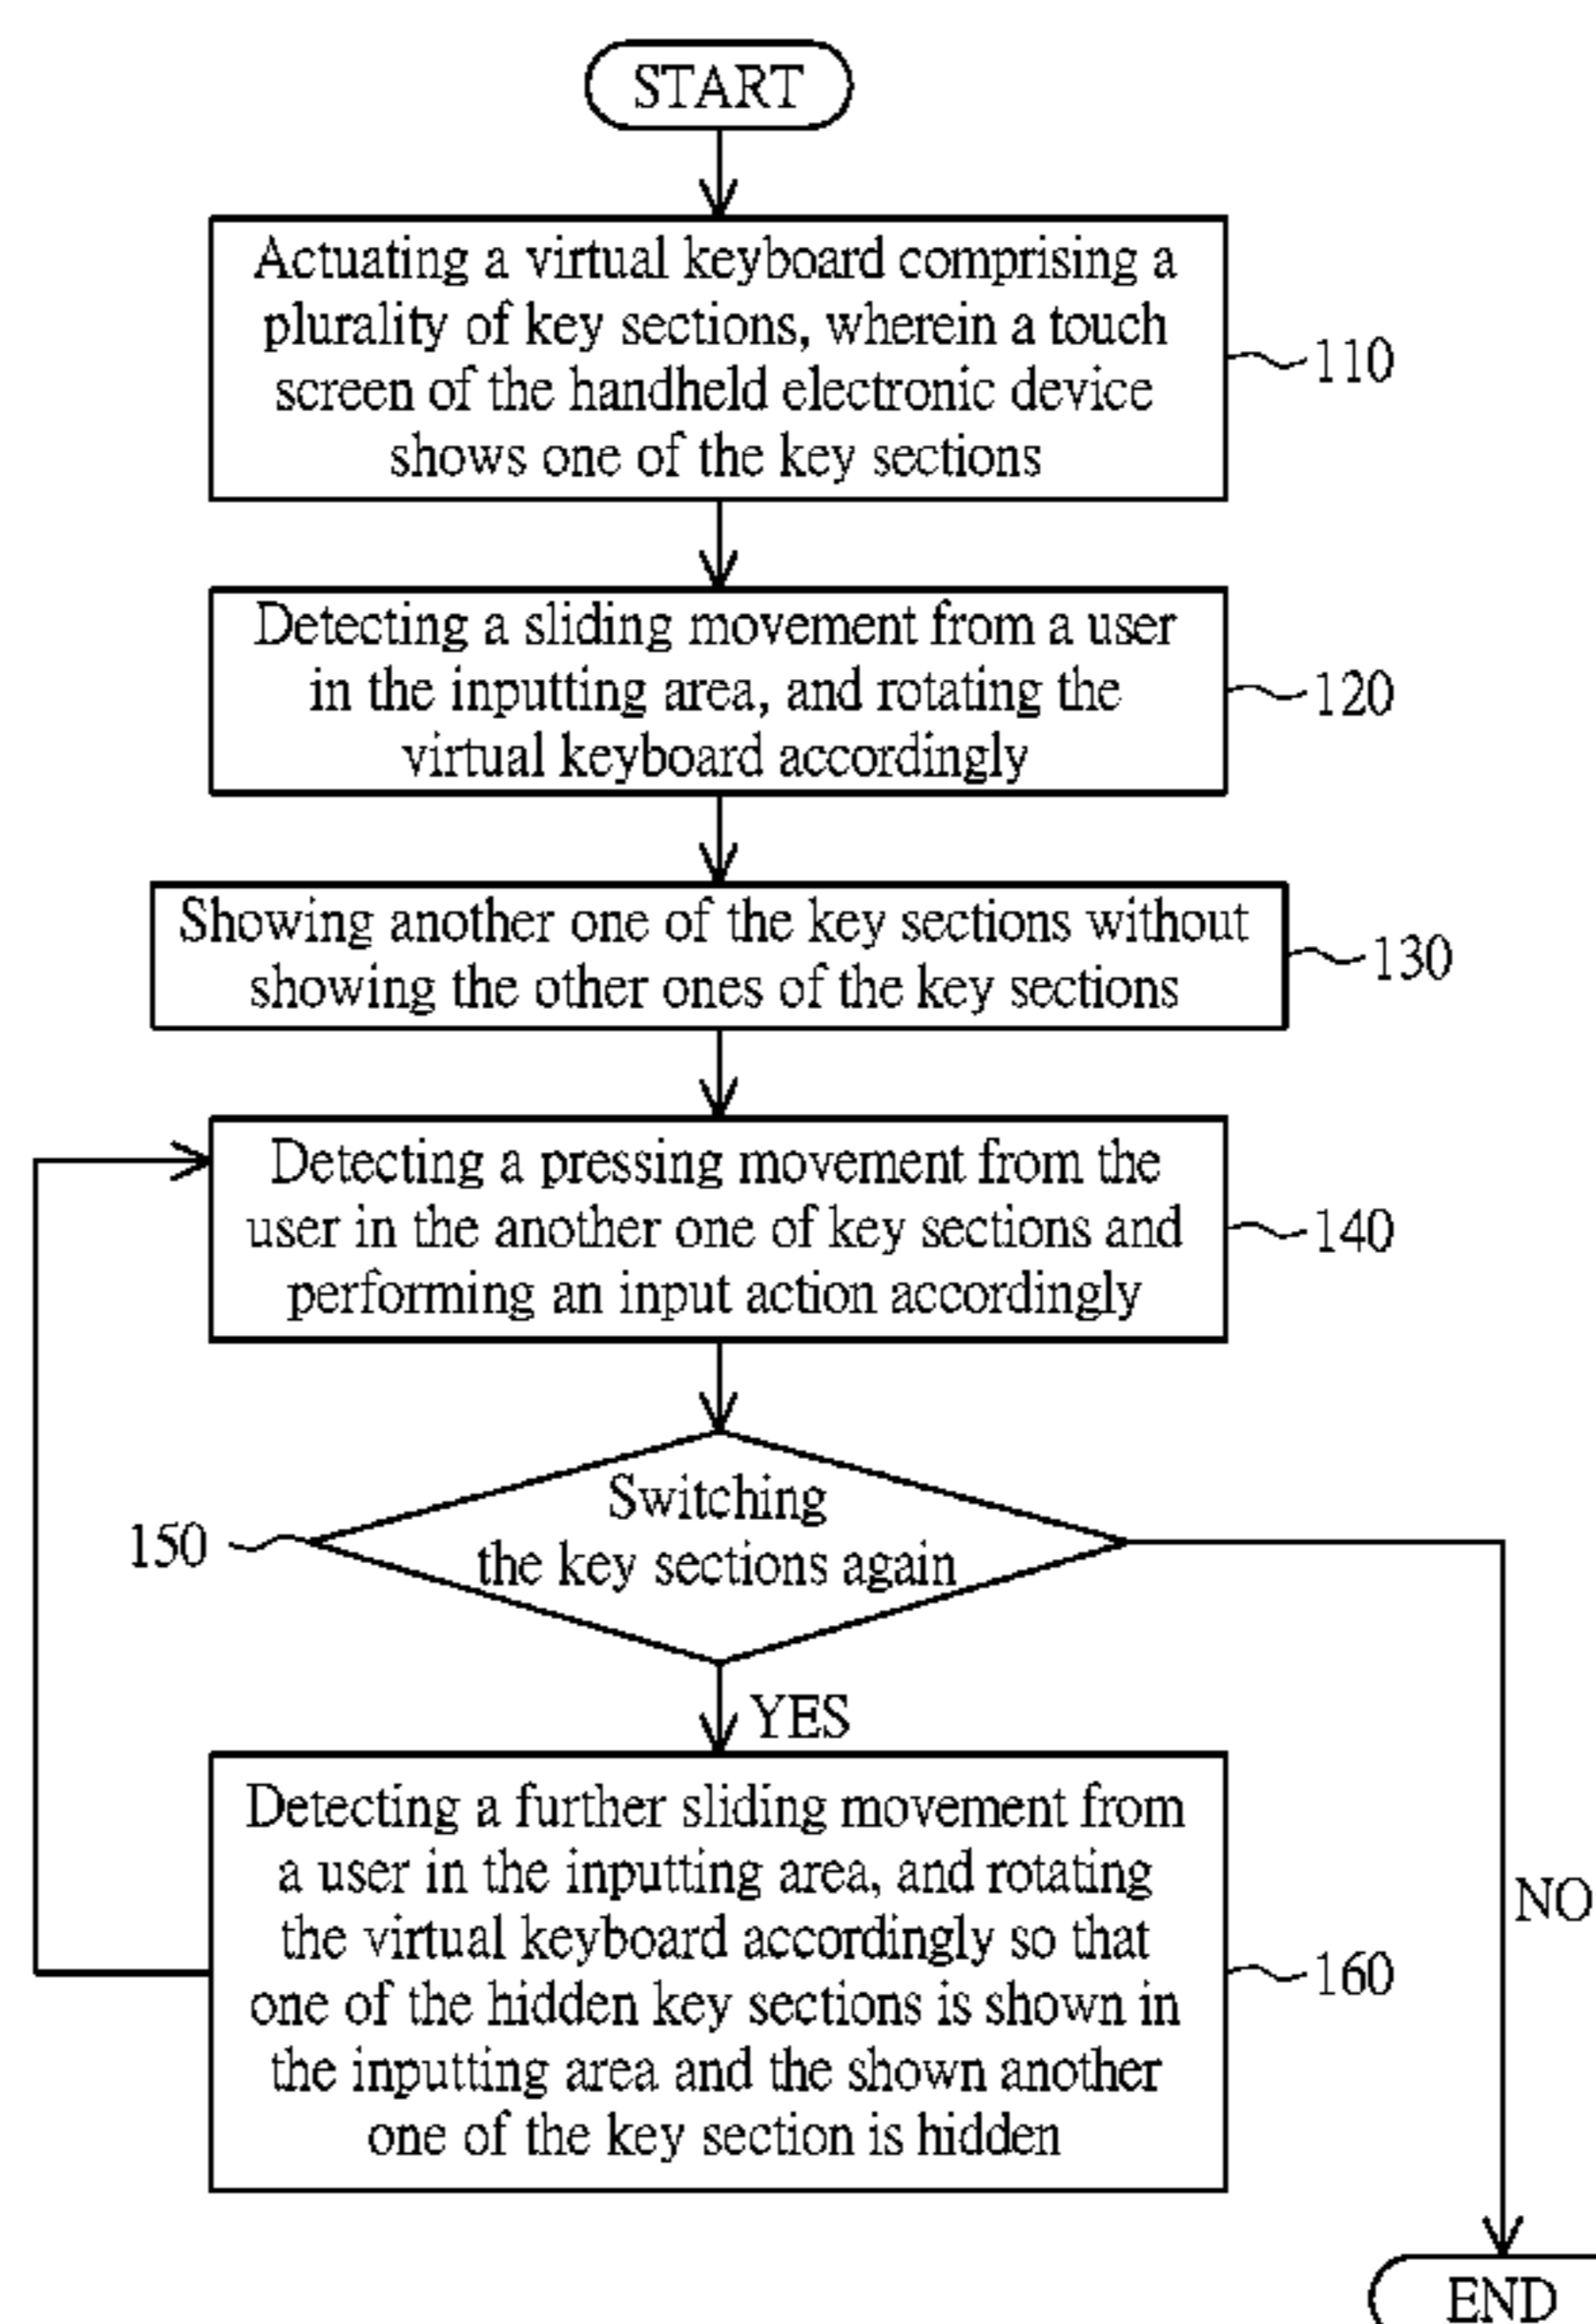 START
Actuating a virtual keyboard comprising a
plurality of key sections, wherein a touch
screen of the handheld electronic device
shows one of the key sections
110
Detecting a sliding movement from a user
in the inputting area, and rotating the
virtual keyboard accordingly
120
Showing another one of the key sections without
showing the other ones of the key sections
130
Detecting a pressing movement from the
user in the another one of key sections and
performing an input action accordingly
140
Switching
the key sections again
150
YES
Detecting a further sliding movement from
a user in the inputting area, and rotating
the virtual keyboard accordingly so that
one of the hidden key sections is shown in
the inputting area and the shown another
one of the key section is hidden
160
NO
END